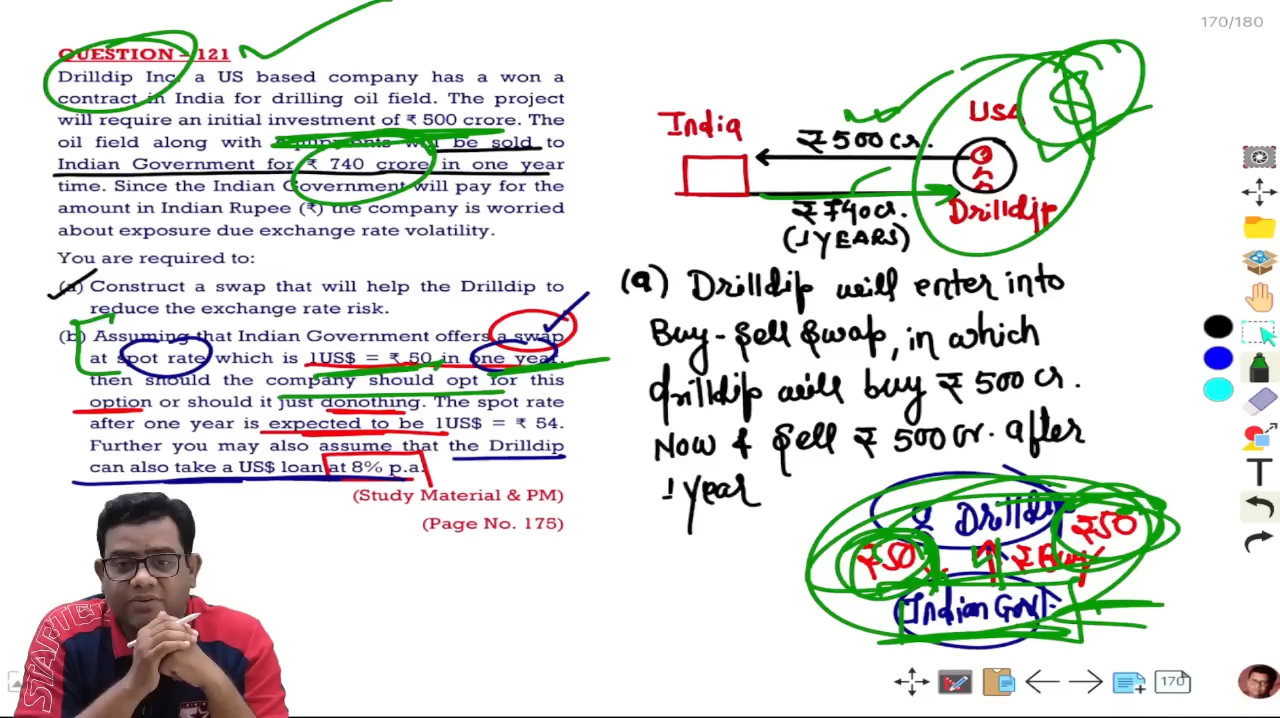 170/180
QUESTION - 121
Drilldip Inc. a US based company has a won a
contract in India for drilling oil field. The project
will require an initial investment of ₹ 500 crore. The
oil field along with equipments will be sold to
Indian Government for ₹ 740 crore in one year
time. Since the Indian Government will pay for the
amount in Indian Rupee (₹) the company is worried
about exposure due exchange rate volatility.
You are required to:
(a) Construct a swap that will help the Drilldip to
reduce the exchange rate risk.
(b) Assuming that Indian Government offers a swap
at spot rate which is 1US$ = ₹ 50 in one year,
then should the company should opt for this
option or should it just donothing. The spot rate
after one year is expected to be 1US$ = ₹ 54.
Further you may also assume that the Drilldip
can also take a US$ loan at 8% p.a.
(Study Material & PM)
(Page No. 175)
India
USA
$
₹500 cr.
₹740 cr.
(1YEARS)
Drilldip
(a) Drilldip will enter into
Buy-Sell Swap, in which
drilldip will buy ₹500 cr.
Now & Sell ₹ 500 cr. after
1 year
Drilldip
₹50
₹50
₹ Buy
Indian Govt.
START
170
T